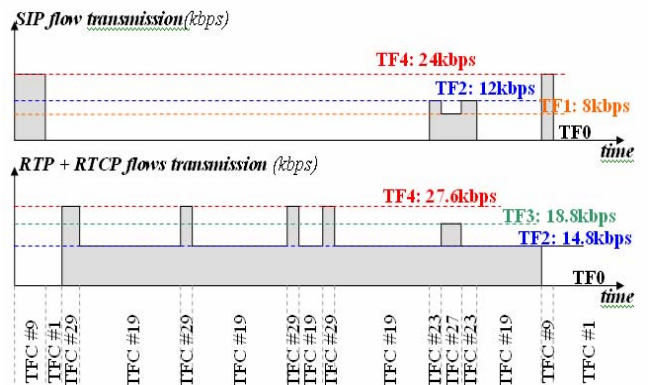 SIP flow transmission(kbps)
TF4: 24kbps
TF2: 12kbps
TF1: 8kbps
TF0
time
RTP + RTCP flows transmission (kbps)
TF4: 27.6kbps
TF3: 18.8kbps
TF2: 14.8kbps
TF0
time
TFC #9
TFC #1
TFC #29
TFC #19
TFC #29
TFC #19
TFC #29
TFC #19
TFC #29
TFC #19
TFC #23
TFC #27
TFC #23
TFC #19
TFC #9
TFC #1